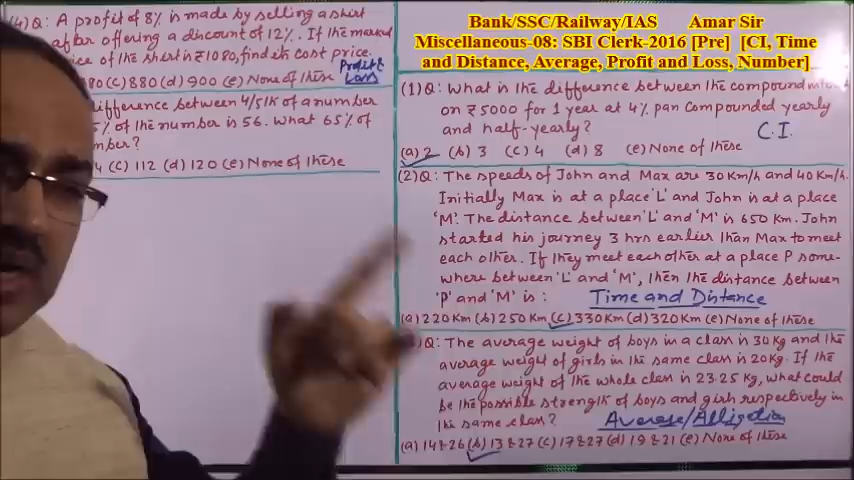 Bank/SSC/Railway/IAS Amar Sir
Miscellaneous-08: SBI Clerk-2016 [Pre] [CI, Time
and Distance, Average, Profit and Loss, Number]
(4)Q: A profit of 8% is made by selling a shirt
after offering a discount of 12%. If the marked
ice of the shirt is ₹1080, find its cost price.
80 (c) 880 (d) 900 (e) None of these Profit &
Loss
ifference between 4/5th of a number
% of the number is 56. What 65% of
mber?
4 (c) 112 (d) 120 (e) None of these
(1)Q: What is the difference between the compound
on ₹5000 for 1 year at 4% pan Compounded yearly
and half-yearly? C.I.
(a) 2 (b) 3 (c) 4 (d) 8 (e) None of these
(2)Q: The speeds of John and Max are 30 Km/h and 40 Km/h.
Initially Max is at a place 'L' and John is at a place
'M'. The distance between 'L' and 'M' is 650 Km. John
started his journey 3 hrs earlier than Max to meet
each other. If they meet each other at a place P some-
where between 'L' and 'M', then the distance between
'P' and 'M' is: Time and Distance
(a) 220 Km (b) 250 Km (c) 330 Km (d) 320 Km (e) None of these
Q: The average weight of boys in a class is 30 Kg and the
average weight of girls in the same class is 20 Kg. If the
average weight of the whole class is 23.25 Kg, what could
be the possible strength of boys and girls respectively in
the same class? Average/Alligation
(a) 14 & 26 (b) 13 & 27 (c) 17 & 27 (d) 19 & 21 (e) None of these